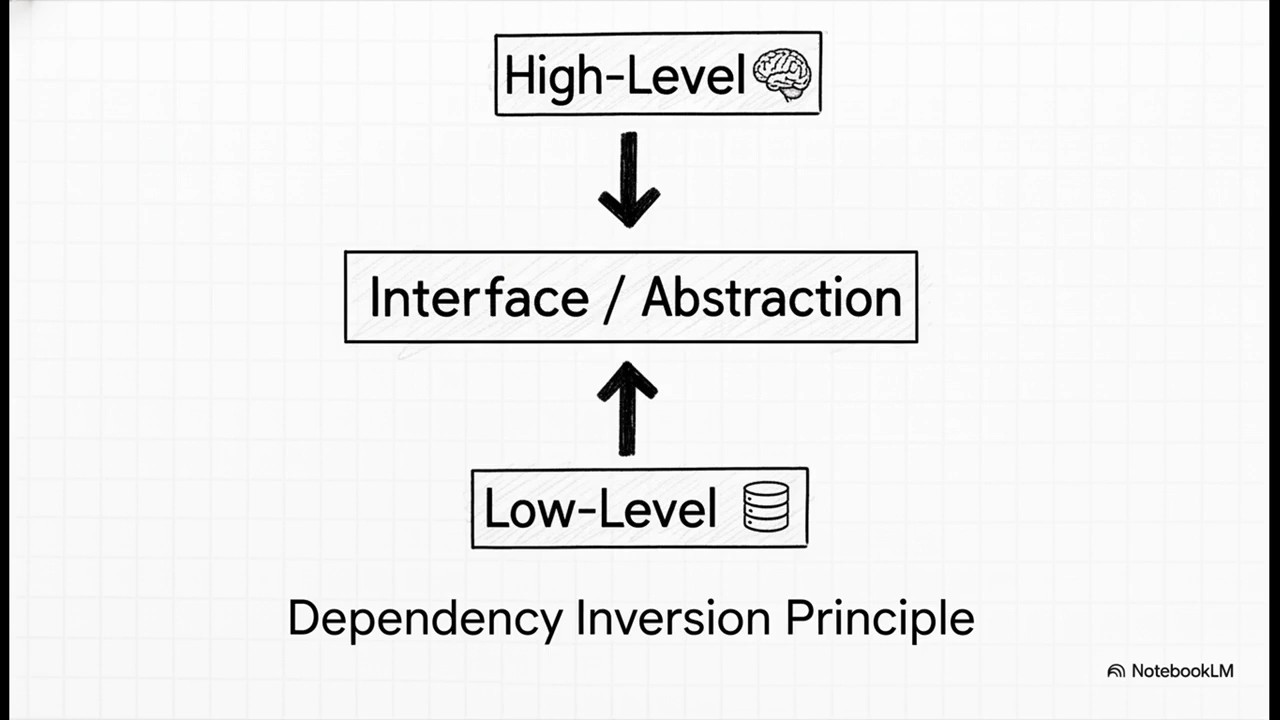 High-Level
Interface / Abstraction
Low-Level
Dependency Inversion Principle
NotebookLM